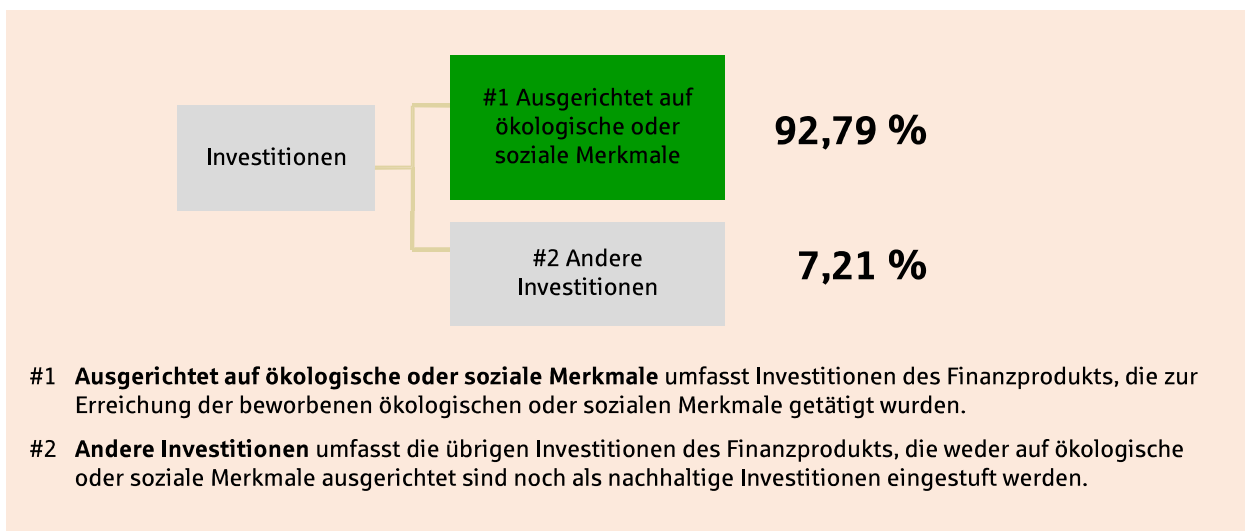 #1 Ausgerichtet auf
ökologische oder
soziale Merkmale
92,79 %
Investitionen
#2 Andere
Investitionen
7,21 %
#1 Ausgerichtet auf ökologische oder soziale Merkmale umfasst Investitionen des Finanzprodukts, die zur
Erreichung der beworbenen ökologischen oder sozialen Merkmale getätigt wurden.
#2 Andere Investitionen umfasst die übrigen Investitionen des Finanzprodukts, die weder auf ökologische
oder soziale Merkmale ausgerichtet sind noch als nachhaltige Investitionen eingestuft werden.